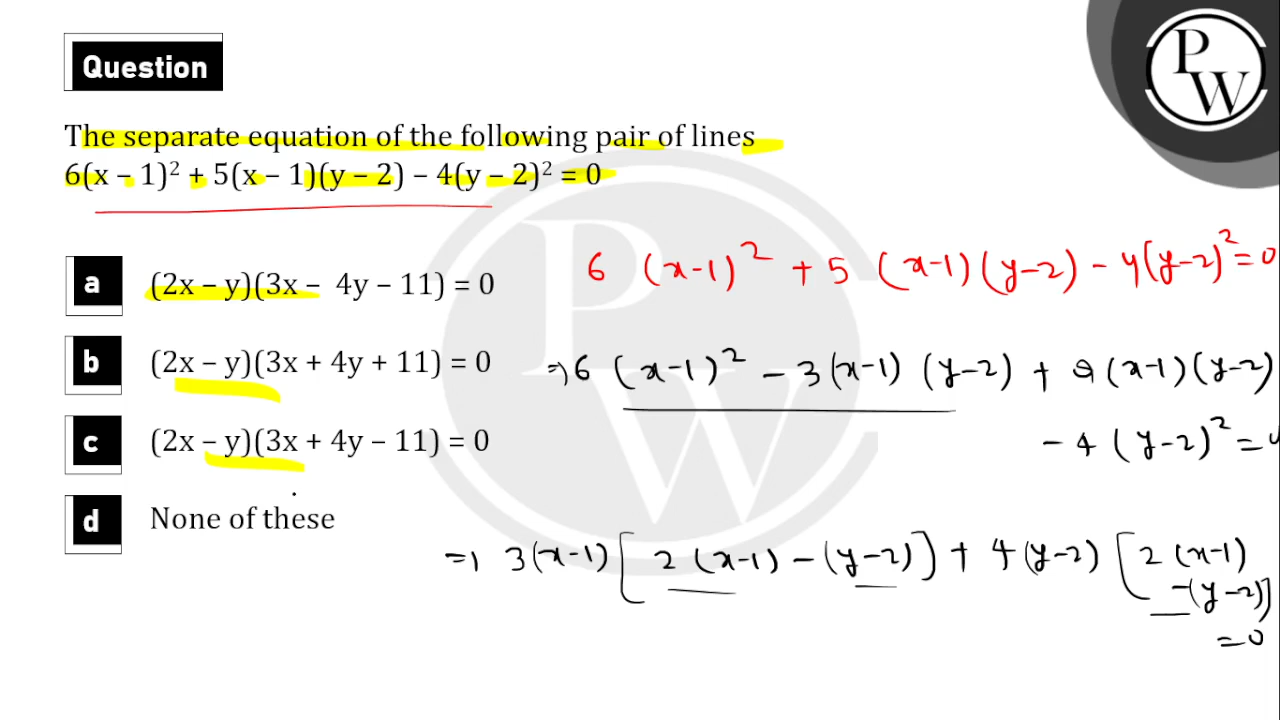 Question
PW
The separate equation of the following pair of lines
6(x – 1)² + 5(x – 1)(y – 2) – 4(y – 2)² = 0
a (2x – y)(3x – 4y – 11) = 0
b (2x – y)(3x + 4y + 11) = 0
c (2x – y)(3x + 4y – 11) = 0
d None of these
6 (x-1)² + 5 (x-1)(y-2) - 4(y-2)² = 0
⇒ 6 (x-1)² - 3(x-1) (y-2) + 8(x-1)(y-2)
- 4 (y-2)² = 0
⇒ 3(x-1) [2 (x-1) - (y-2)] + 4(y-2) [2 (x-1)
-(y-2)]
= 0
PW